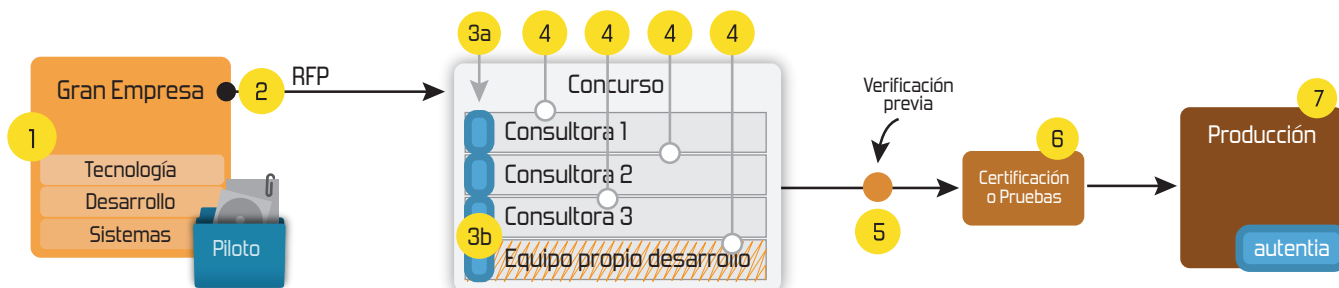 3a
4
4
4
4
Gran Empresa
2
RFP
Concurso
Verificación
previa
7
1
Consultora 1
6
Producción
Tecnología
Consultora 2
Certificación
o Pruebas
Desarrollo
Consultora 3
Sistemas
Piloto
3b
5
Equipo propio desarrollo
autentia